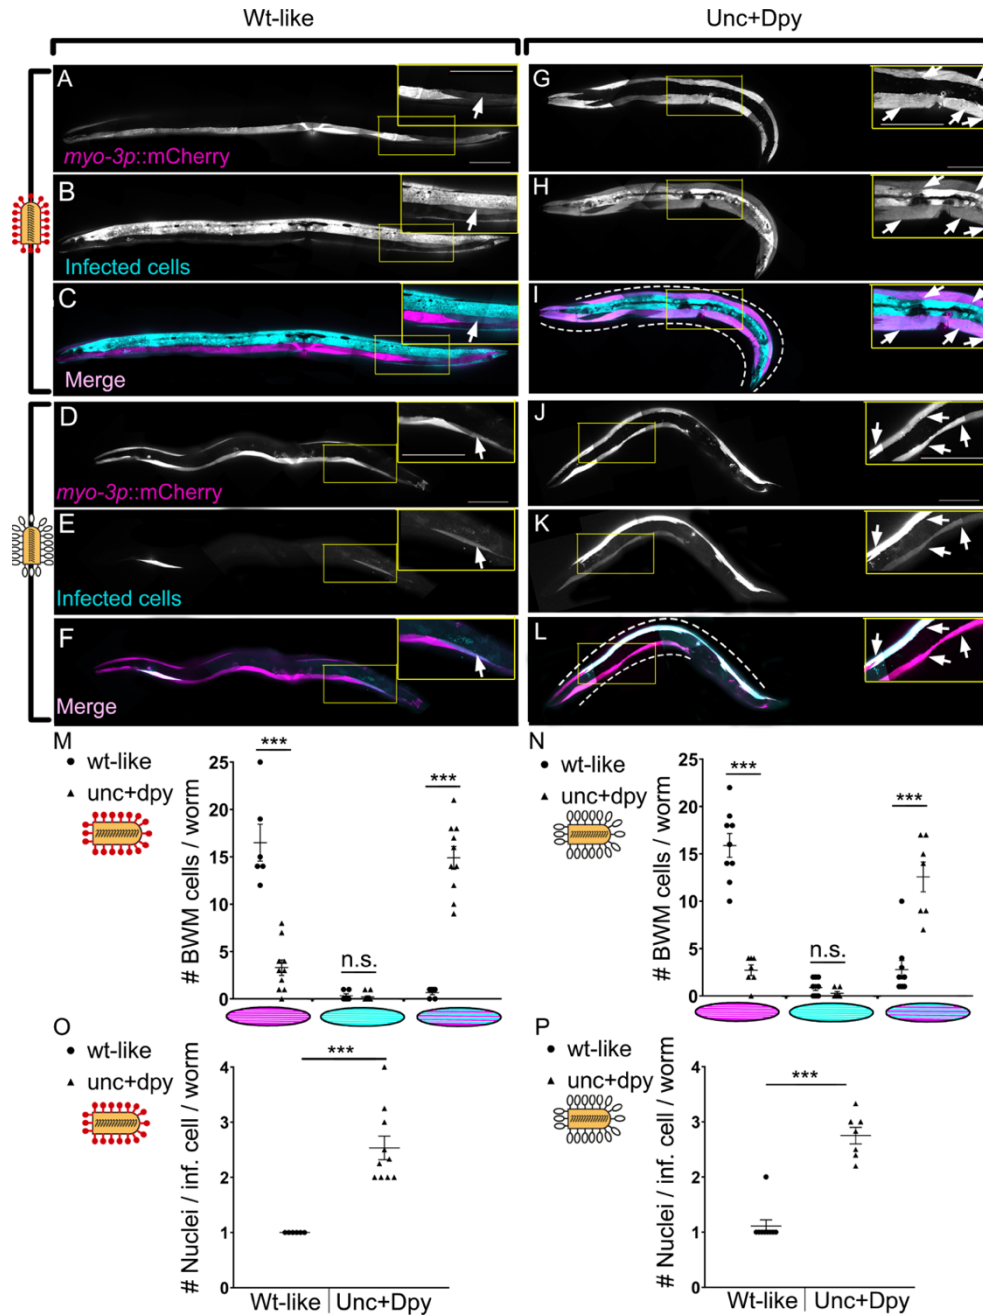 Wt-like
Unc+Dpy
A
myo-3p::mCherry
B
Infected cells
C
Merge
D
myo-3p::mCherry
E
Infected cells
F
Merge
G
H
I
J
K
L
M
wt-like
unc+dpy
# BWM cells / worm
25
20
15
10
5
0
***
n.s.
***
N
wt-like
unc+dpy
# BWM cells / worm
25
20
15
10
5
0
***
n.s.
***
O
wt-like
unc+dpy
# Nuclei / inf. cell / worm
4
3
2
1
0
***
Wt-like
Unc+Dpy
P
wt-like
unc+dpy
# Nuclei / inf. cell / worm
4
3
2
1
0
***
Wt-like
Unc+Dpy